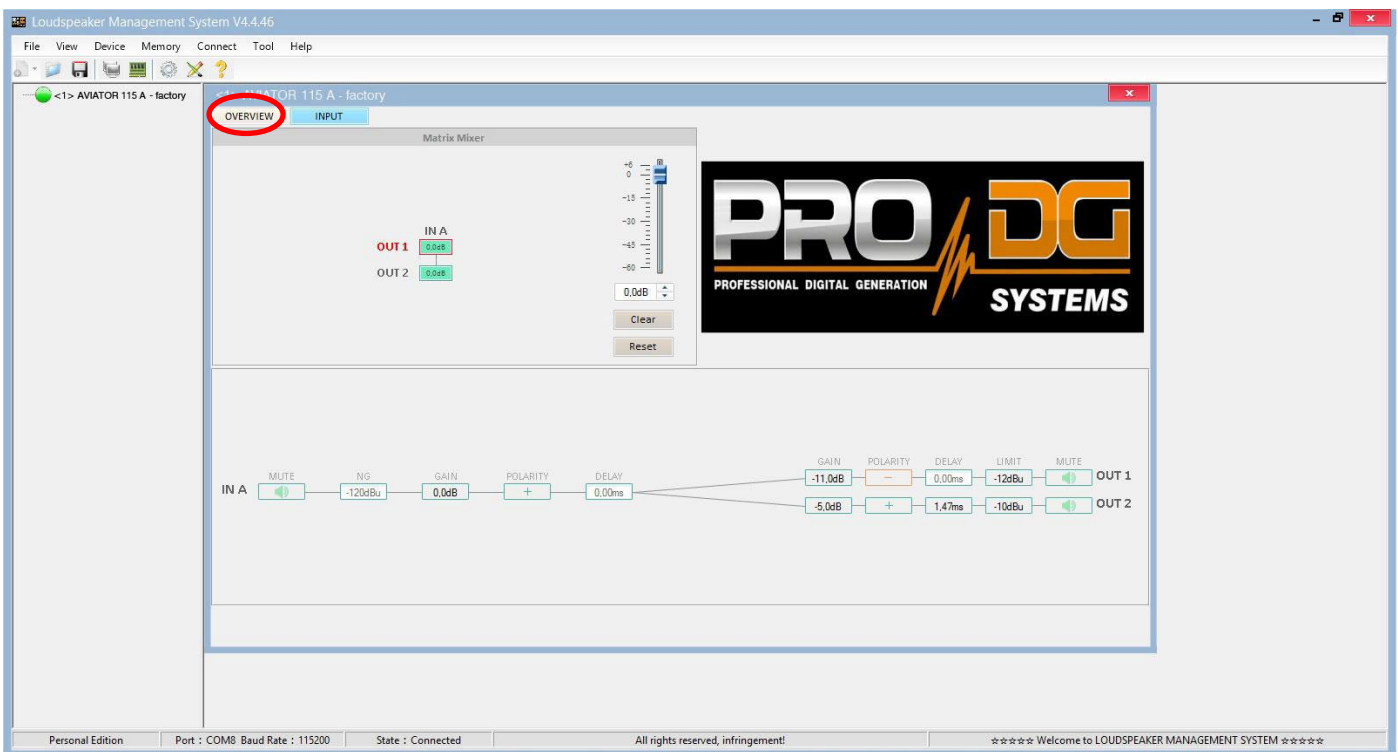 Loudspeaker Management System V4.4.46
File View Device Memory Connect Tool Help
<1> AVIATOR 115 A - factory
<1> AVIATOR 115 A - factory
OVERVIEW INPUT
Matrix Mixer
+6
0
-15
-30
-45
-60
IN A
OUT 1 0,0dB
OUT 2 0,0dB
0,0dB
Clear
Reset
PRO DG
PROFESSIONAL DIGITAL GENERATION
SYSTEMS
MUTE NG GAIN POLARITY DELAY
IN A -120dBu 0,0dB + 0,00ms
GAIN POLARITY DELAY LIMIT MUTE
-11,0dB - 0,00ms -12dBu OUT 1
-5,0dB + 1,47ms -10dBu OUT 2
Personal Edition Port : COM8 Baud Rate : 115200 State : Connected All rights reserved, infringement! ☆☆☆☆☆ Welcome to LOUDSPEAKER MANAGEMENT SYSTEM ☆☆☆☆☆